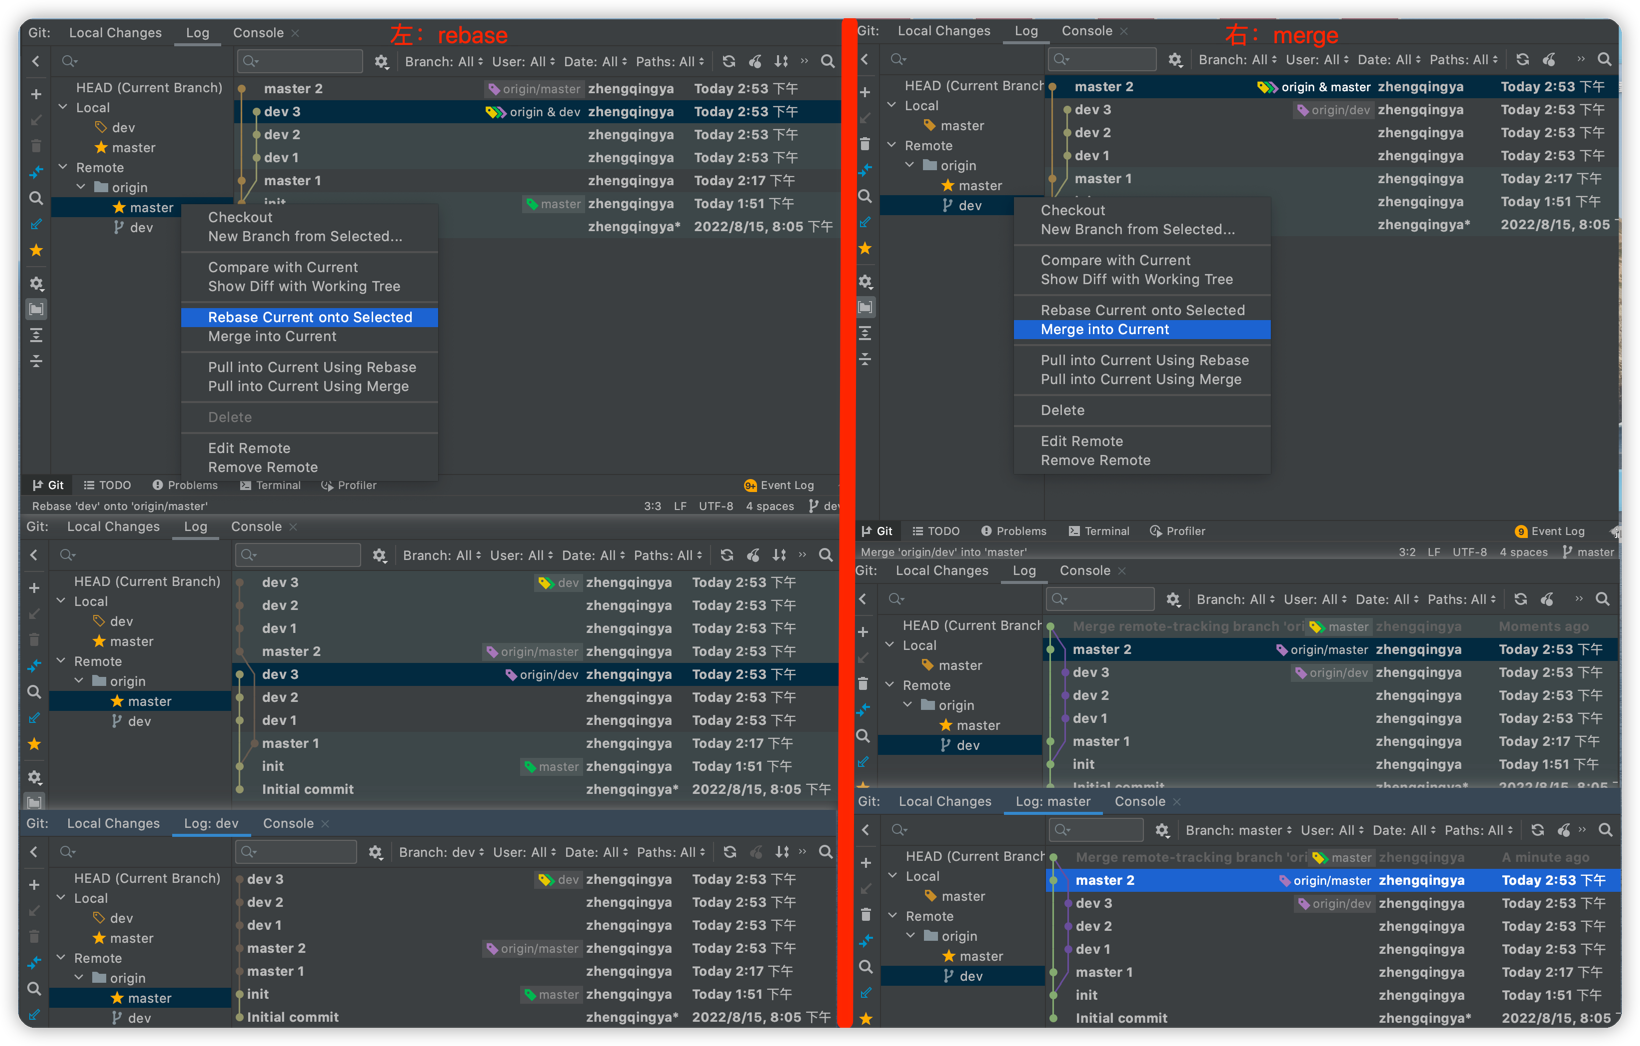 左：rebase
Git: Local Changes Log Console ×
Branch: All User: All Date: All Paths: All
HEAD (Current Branch)
Local
dev
master
Remote
origin
master
dev
master 2 origin/master zhengqingya Today 2:53 下午
dev 3 origin & dev zhengqingya Today 2:53 下午
dev 2 zhengqingya Today 2:53 下午
dev 1 zhengqingya Today 2:53 下午
master 1 zhengqingya Today 2:17 下午
init master zhengqingya Today 1:51 下午
zhengqingya* 2022/8/15, 8:05 下午
Checkout
New Branch from Selected...
Compare with Current
Show Diff with Working Tree
Rebase Current onto Selected
Merge into Current
Pull into Current Using Rebase
Pull into Current Using Merge
Delete
Edit Remote
Remove Remote
Git TODO Problems Terminal Profiler 9+ Event Log
Rebase 'dev' onto 'origin/master' 3:3 LF UTF-8 4 spaces dev
Git: Local Changes Log Console ×
Branch: All User: All Date: All Paths: All
HEAD (Current Branch)
Local
dev
master
Remote
origin
master
dev
dev 3 dev zhengqingya Today 2:53 下午
dev 2 zhengqingya Today 2:53 下午
dev 1 zhengqingya Today 2:53 下午
master 2 origin/master zhengqingya Today 2:53 下午
dev 3 origin/dev zhengqingya Today 2:53 下午
dev 2 zhengqingya Today 2:53 下午
dev 1 zhengqingya Today 2:53 下午
master 1 zhengqingya Today 2:17 下午
init master zhengqingya Today 1:51 下午
Initial commit zhengqingya* 2022/8/15, 8:05 下午
Git: Local Changes Log: dev Console ×
Branch: dev User: All Date: All Paths: All
HEAD (Current Branch)
Local
dev
master
Remote
origin
master
dev
dev 3 dev zhengqingya Today 2:53 下午
dev 2 zhengqingya Today 2:53 下午
dev 1 zhengqingya Today 2:53 下午
master 2 origin/master zhengqingya Today 2:53 下午
master 1 zhengqingya Today 2:17 下午
init master zhengqingya Today 1:51 下午
Initial commit zhengqingya* 2022/8/15, 8:05 下午
右：merge
Git: Local Changes Log Console ×
Branch: All User: All Date: All Paths: All
HEAD (Current Branch
Local
master
Remote
origin
master
dev
master 2 origin & master zhengqingya Today 2:53 下午
dev 3 origin/dev zhengqingya Today 2:53 下午
dev 2 zhengqingya Today 2:53 下午
dev 1 zhengqingya Today 2:53 下午
master 1 zhengqingya Today 2:17 下午
zhengqingya Today 1:51 下午
zhengqingya* 2022/8/15, 8:05
Checkout
New Branch from Selected...
Compare with Current
Show Diff with Working Tree
Rebase Current onto Selected
Merge into Current
Pull into Current Using Rebase
Pull into Current Using Merge
Delete
Edit Remote
Remove Remote
Git TODO Problems Terminal Profiler 9 Event Log
Merge 'origin/dev' into 'master' 3:2 LF UTF-8 4 spaces master
Git: Local Changes Log Console ×
Branch: All User: All Date: All Paths: All
HEAD (Current Branch
Local
master
Remote
origin
master
dev
Merge remote-tracking branch 'ori master zhengqingya Moments ago
master 2 origin/master zhengqingya Today 2:53 下午
dev 3 origin/dev zhengqingya Today 2:53 下午
dev 2 zhengqingya Today 2:53 下午
dev 1 zhengqingya Today 2:53 下午
master 1 zhengqingya Today 2:17 下午
init zhengqingya Today 1:51 下午
Initial commit zhengqingya* 2022/8/15, 8:05
Git: Local Changes Log: master Console ×
Branch: master User: All Date: All Paths: All
HEAD (Current Branch
Local
master
Remote
origin
master
dev
Merge remote-tracking branch 'ori master zhengqingya A minute ago
master 2 origin/master zhengqingya Today 2:53 下午
dev 3 origin/dev zhengqingya Today 2:53 下午
dev 2 zhengqingya Today 2:53 下午
dev 1 zhengqingya Today 2:53 下午
master 1 zhengqingya Today 2:17 下午
init zhengqingya Today 1:51 下午
Initial commit zhengqingya* 2022/8/15, 8:05